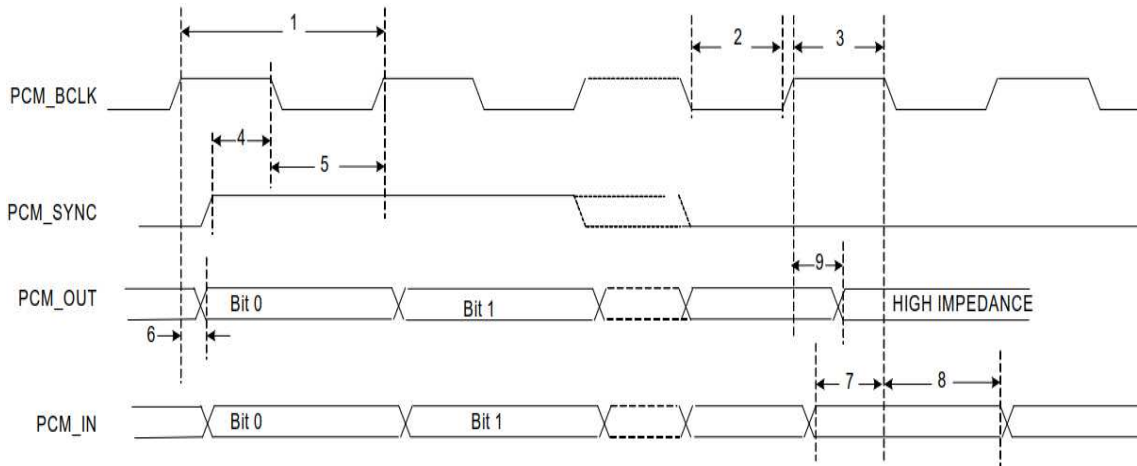 1
2
3
PCM_BCLK
4
5
PCM_SYNC
9
PCM_OUT
Bit 0
Bit 1
HIGH IMPEDANCE
6
7
8
PCM_IN
Bit 0
Bit 1